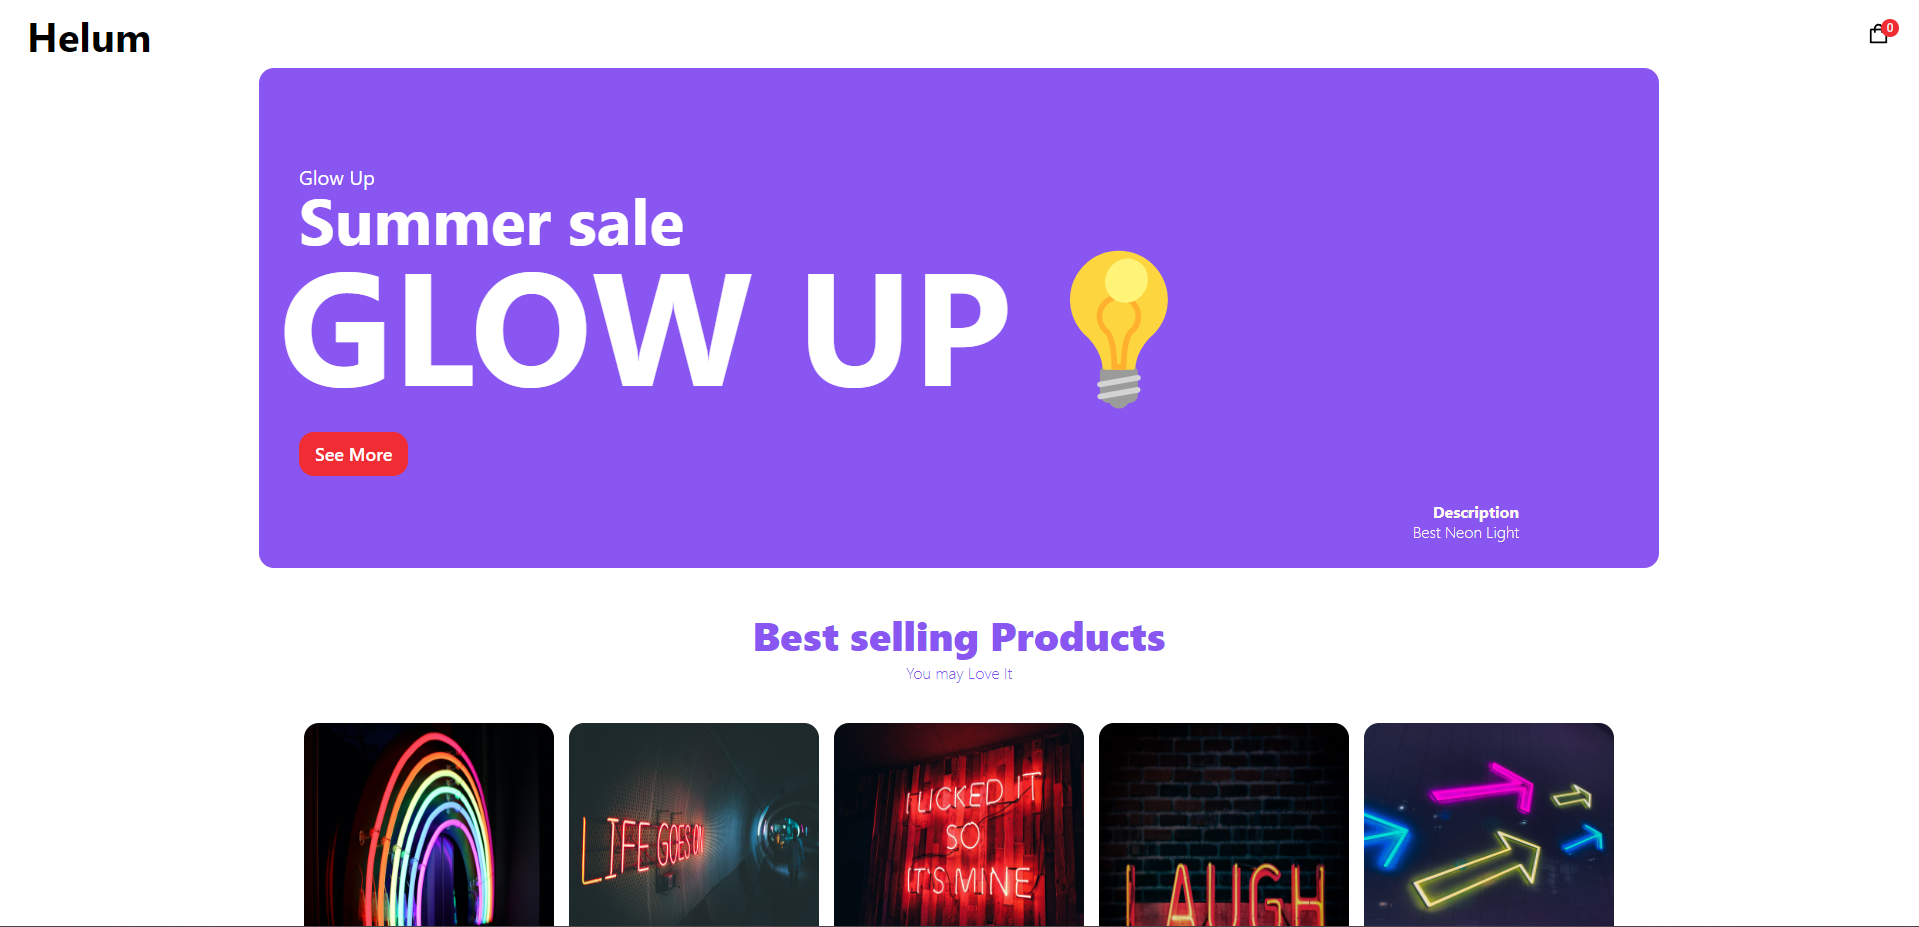 Helum
0
Glow Up
Summer sale
GLOW UP
See More
Description
Best Neon Light
Best selling Products
You may Love It
LIFE GOES ON
I LICKED IT
SO
IT'S MINE
LAUGH